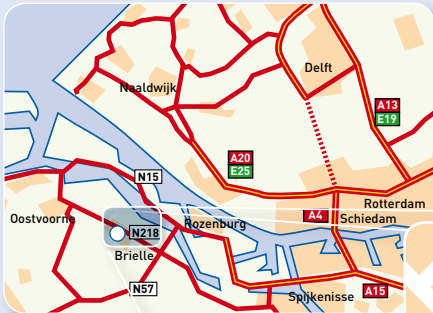 Delft
Naaldwijk
A13
E19
A20
E25
N15
Rotterdam
Oostvoorne
A4
Schiedam
Rozenburg
N218
Brielle
N57
A15
Spijkenisse